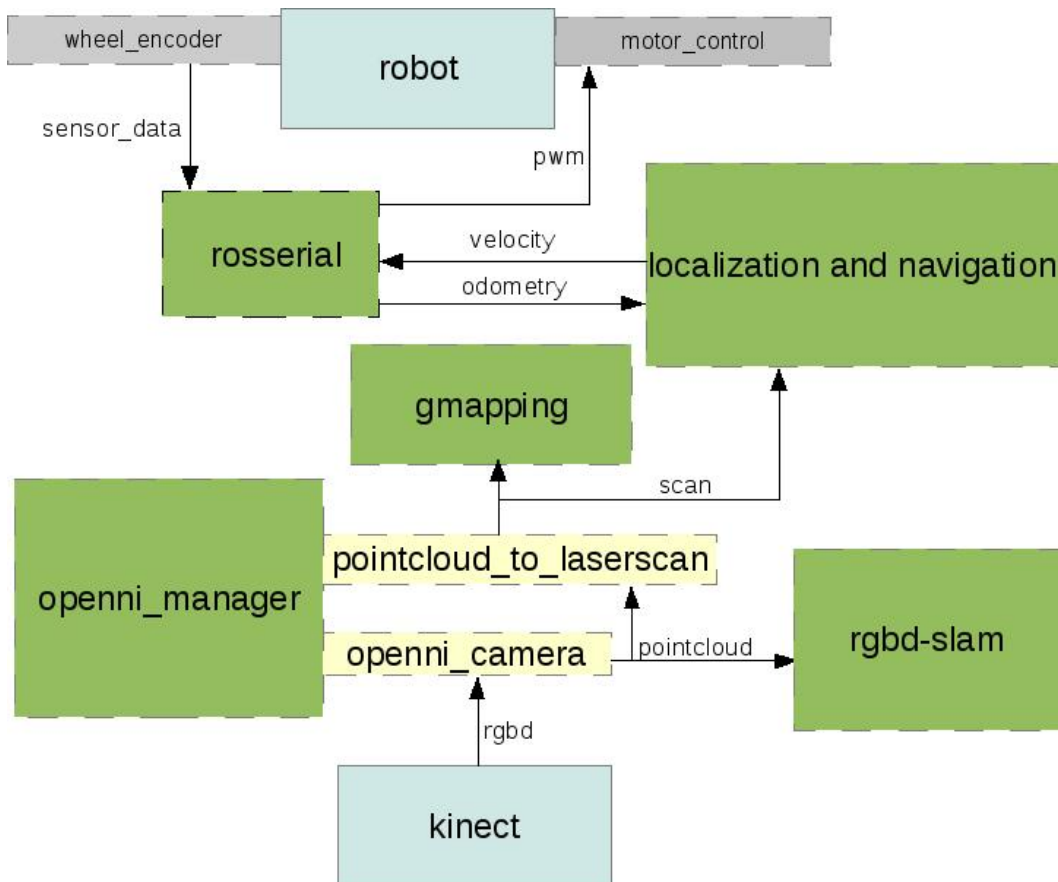 wheel_encoder
robot
motor_control
sensor_data
pwm
rosserial
velocity
localization and navigation
odometry
gmapping
scan
pointcloud_to_laserscan
openni_manager
openni_camera
pointcloud
rgbd-slam
rgbd
kinect